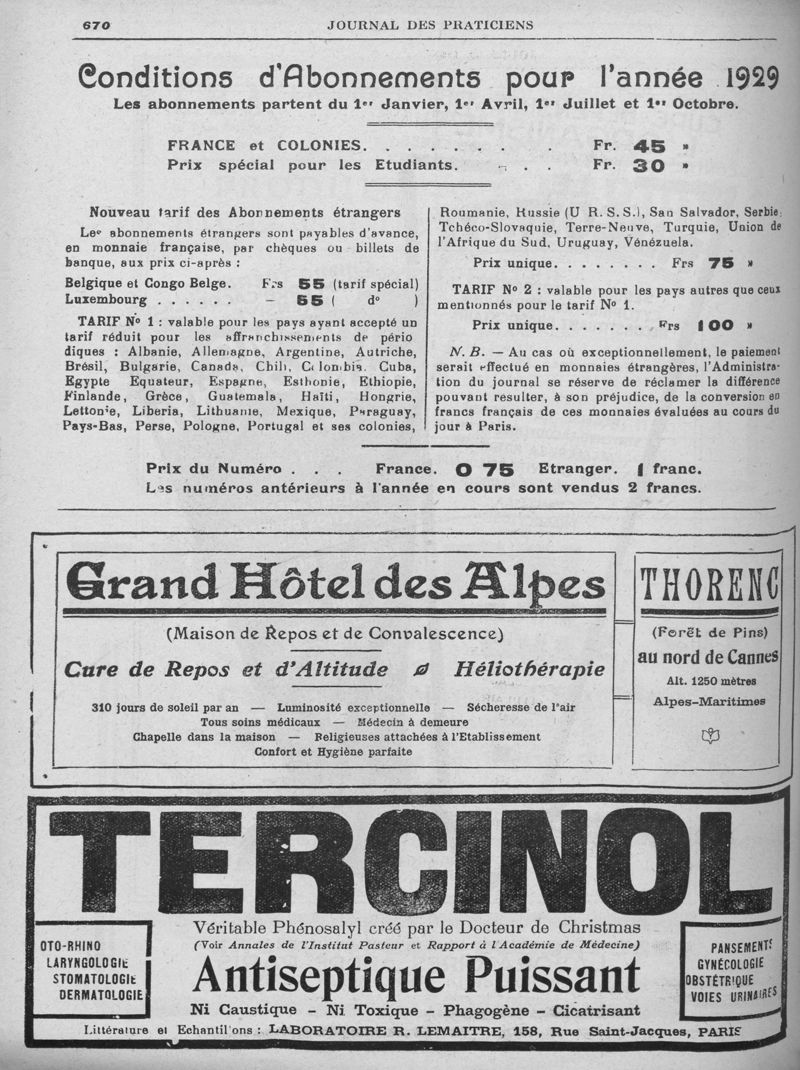 670
JOURNAL DES PRATICIENS
Conditions d'Abonnements pour l'année 1929
Les abonnements partent du 1er Janvier, 1er Avril, 1er Juillet et 1er Octobre.
FRANCE et COLONIES. . . . . . . . Fr. 45 »
Prix spécial pour les Etudiants. . . . Fr. 30 »
Nouveau tarif des Abonnements étrangers
Les abonnements étrangers sont payables d'avance,
en monnaie française, par chèques ou billets de
banque, aux prix ci-après :
Belgique et Congo Belge. Frs 55 (tarif spécial)
Luxembourg . . . . . . — 55 ( do )
TARIF No 1 : valable pour les pays ayant accepté un
tarif réduit pour les affranchissements de pério
diques : Albanie, Allemagne, Argentine, Autriche,
Brésil, Bulgarie, Canada, Chili, Colombie, Cuba,
Egypte Equateur, Espagne, Esthonie, Ethiopie,
Finlande, Grèce, Guatemala, Haïti, Hongrie,
Lettonie, Liberia, Lithuanie, Mexique, Paraguay,
Pays-Bas, Perse, Pologne, Portugal et ses colonies,
Roumanie, Russie (U R. S. S.), San Salvador, Serbie,
Tchéco-Slovaquie, Terre-Neuve, Turquie, Union de
l'Afrique du Sud, Uruguay, Vénézuela.
Prix unique. . . . . . . . Frs 75 »
TARIF No 2 : valable pour les pays autres que ceux
mentionnés pour le tarif No 1.
Prix unique. . . . . . . . Frs 100 »
N. B. — Au cas où exceptionnellement, le paiement
serait effectué en monnaies étrangères, l'Administra-
tion du journal se réserve de réclamer la différence
pouvant resulter, à son préjudice, de la conversion en
francs français de ces monnaies évaluées au cours du
jour à Paris.
Prix du Numéro . . . France. 0 75 Etranger. 1 franc.
Les numéros antérieurs à l'année en cours sont vendus 2 francs.
Grand Hôtel des Alpes
(Maison de Repos et de Convalescence)
Cure de Repos et d'Altitude Héliothérapie
310 jours de soleil par an — Luminosité exceptionnelle — Sécheresse de l'air
Tous soins médicaux — Médecin à demeure
Chapelle dans la maison — Religieuses attachées à l'Etablissement
Confort et Hygiène parfaite
THORENC
(Forêt de Pins)
au nord de Cannes
Alt. 1250 mètres
Alpes-Maritimes
TERCINOL
Véritable Phénosalyl créé par le Docteur de Christmas
(Voir Annales de l'Institut Pasteur et Rapport à l'Académie de Médecine)
Antiseptique Puissant
Ni Caustique - Ni Toxique - Phagogène - Cicatrisant
OTO-RHINO
LARYNGOLOGIE
STOMATOLOGIE
DERMATOLOGIE
PANSEMENTS
GYNÉCOLOGIE
OBSTÉTRIQUE
VOIES URINAIRES
Littérature et Echantillons : LABORATOIRE R. LEMAITRE, 158, Rue Saint-Jacques, PARIS